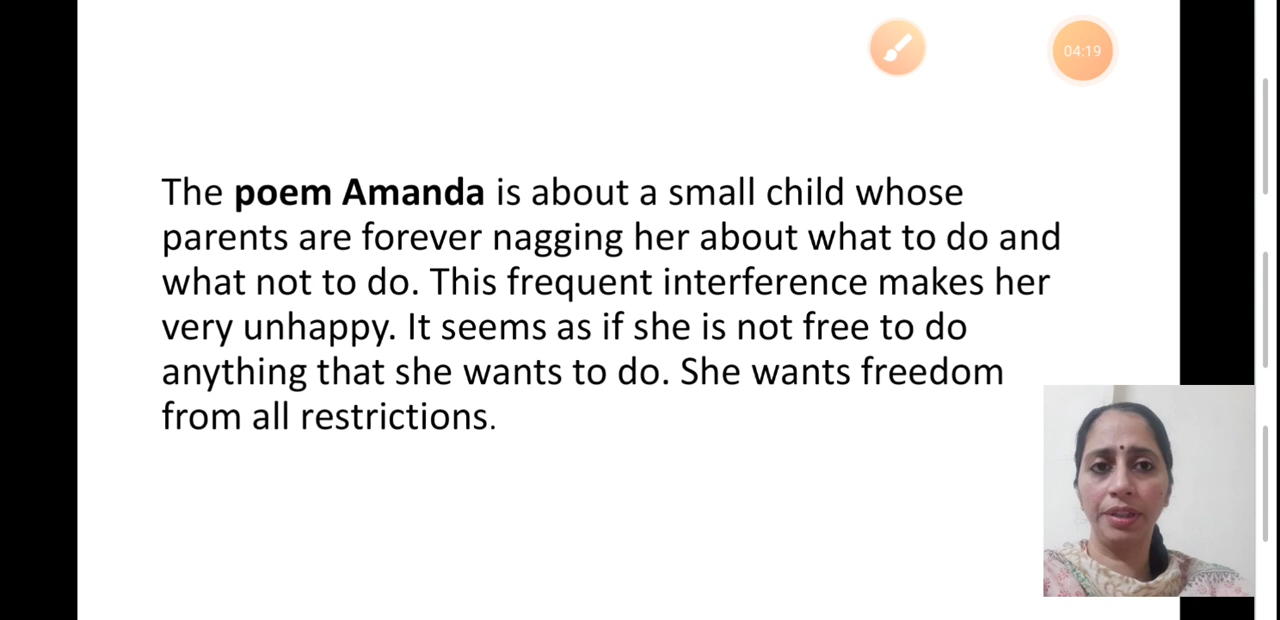 04:19
The poem Amanda is about a small child whose
parents are forever nagging her about what to do and
what not to do. This frequent interference makes her
very unhappy. It seems as if she is not free to do
anything that she wants to do. She wants freedom
from all restrictions.